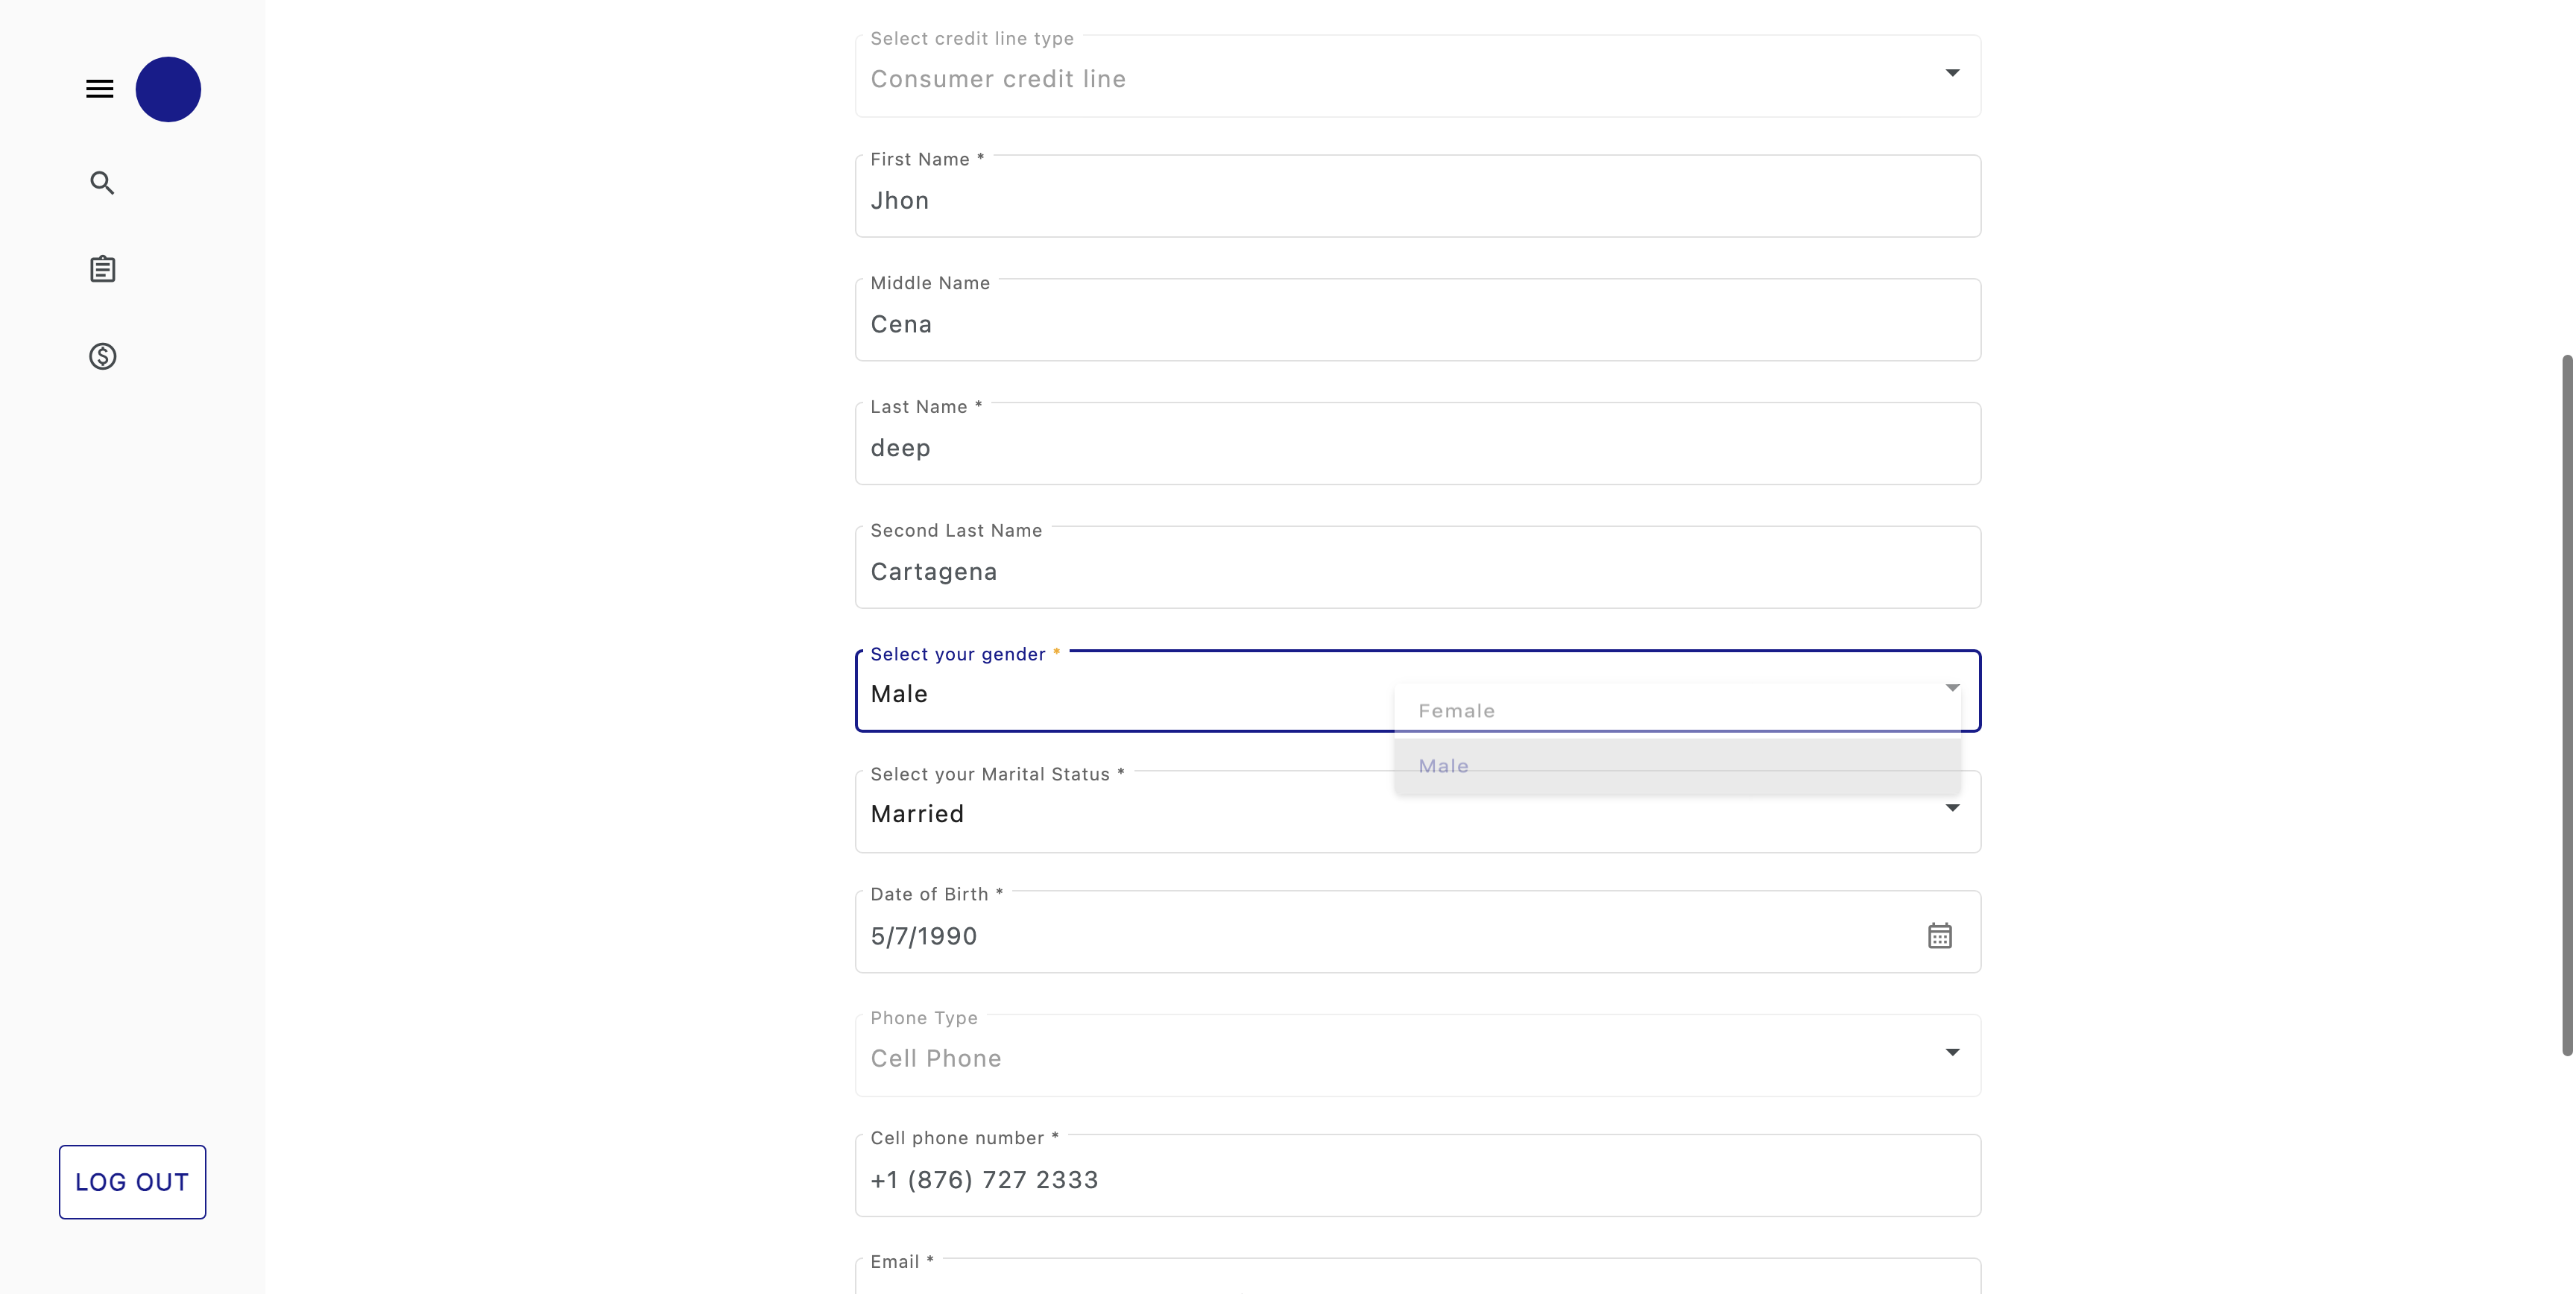 Select credit line type
Consumer credit line
First Name *
Jhon
Middle Name
Cena
Last Name *
deep
Second Last Name
Cartagena
Select your gender *
Male
Female
Male
Select your Marital Status *
Married
Date of Birth *
5/7/1990
Phone Type
Cell Phone
Cell phone number *
+1 (876) 727 2333
LOG OUT
Email *